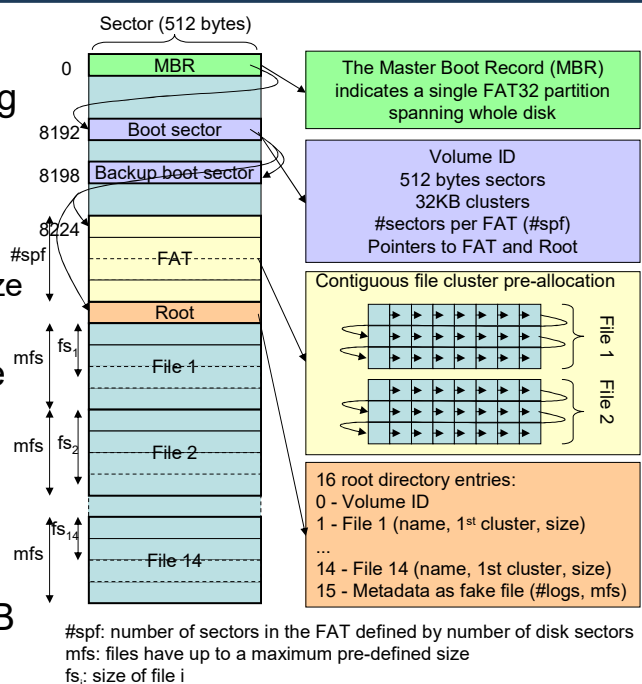 Sector (512 bytes)
0
MBR
8192
Boot sector
8198
Backup boot sector
8224
#spf
FAT
Root
mfs
fs1
File 1
mfs
fs2
File 2
mfs
fs14
File 14
The Master Boot Record (MBR)
indicates a single FAT32 partition
spanning whole disk
Volume ID
512 bytes sectors
32KB clusters
#sectors per FAT (#spf)
Pointers to FAT and Root
Contiguous file cluster pre-allocation
File 1
File 2
16 root directory entries:
0 - Volume ID
1 - File 1 (name, 1st cluster, size)
...
14 - File 14 (name, 1st cluster, size)
15 - Metadata as fake file (#logs, mfs)
#spf: number of sectors in the FAT defined by number of disk sectors
mfs: files have up to a maximum pre-defined size
fsi: size of file i
g
ze
e
B